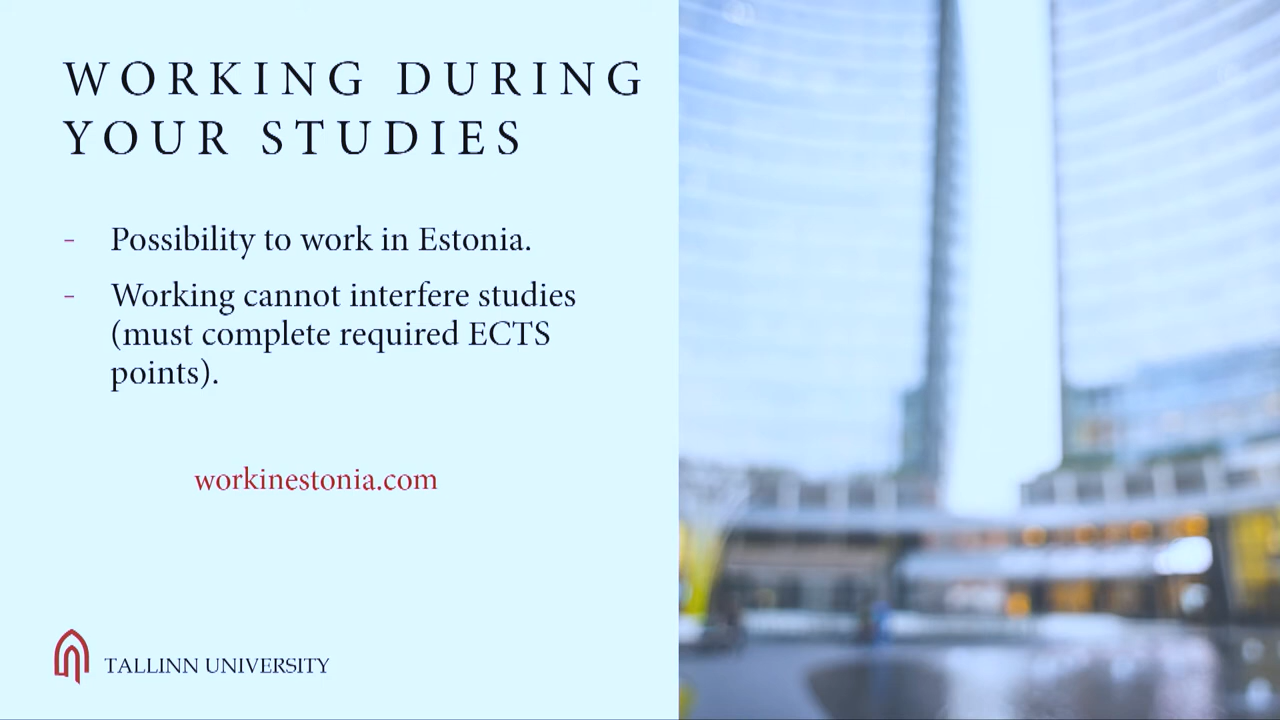 WORKING DURING
YOUR STUDIES
- Possibility to work in Estonia.
- Working cannot interfere studies
(must complete required ECTS
points).
workinestonia.com
TALLINN UNIVERSITY